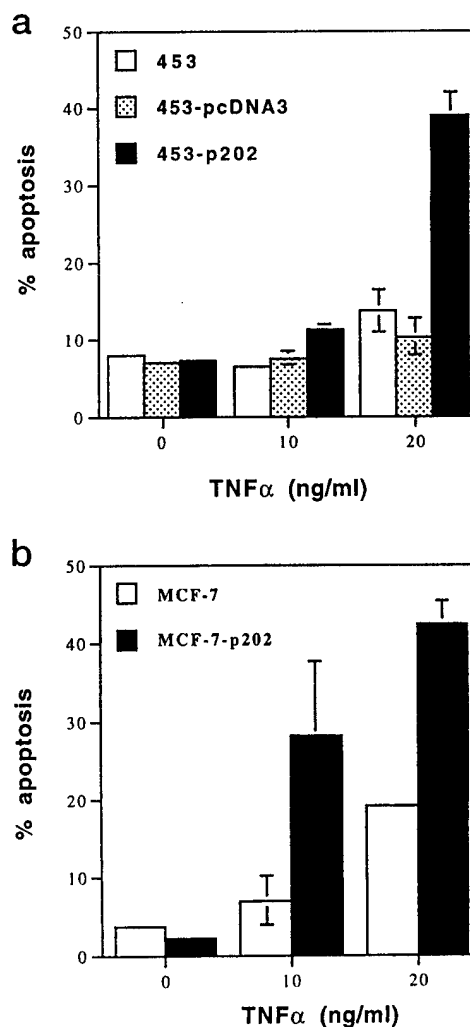 a
50
40
30
20
10
0
% apoptosis
453
453-pcDNA3
453-p202
0 10 20
TNFα (ng/ml)
b
50
40
30
20
10
0
% apoptosis
MCF-7
MCF-7-p202
0 10 20
TNFα (ng/ml)